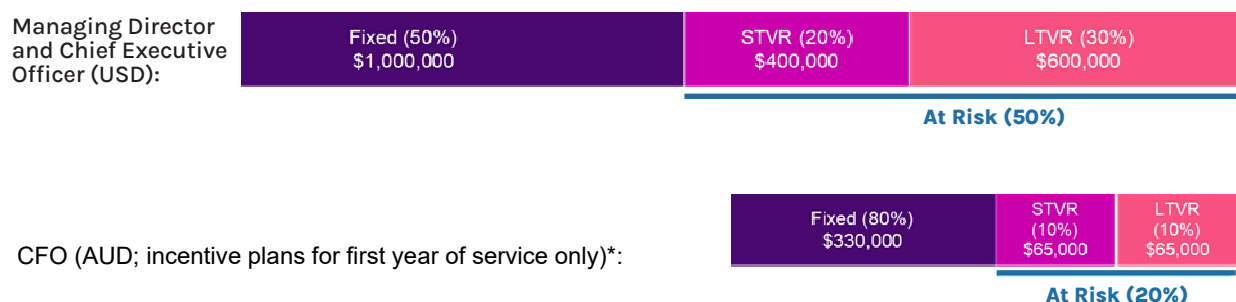 Managing Director
and Chief Executive
Officer (USD):
Fixed (50%)
$1,000,000
STVR (20%)
$400,000
LTVR (30%)
$600,000
At Risk (50%)
CFO (AUD; incentive plans for first year of service only)*:
Fixed (80%)
$330,000
STVR
(10%)
$65,000
LTVR
(10%)
$65,000
At Risk (20%)